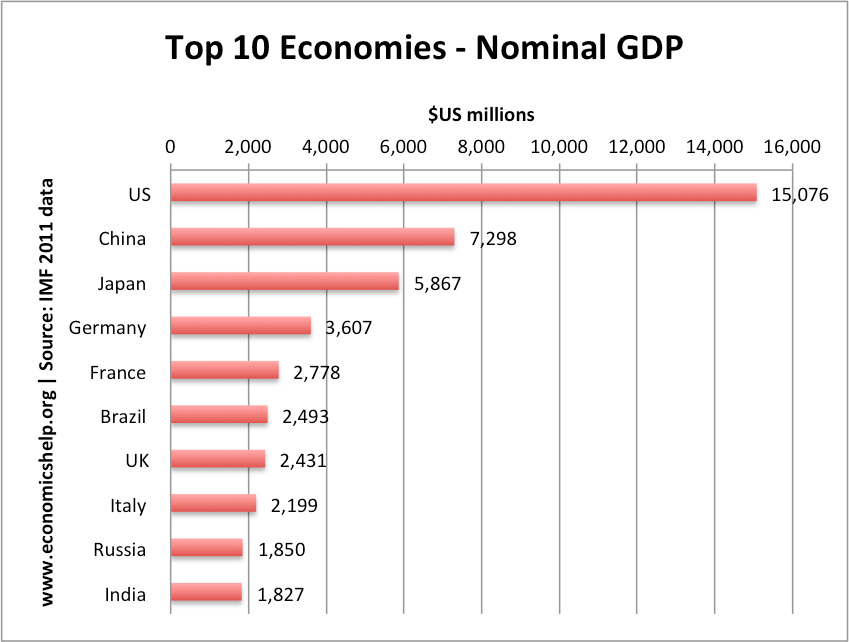 Top 10 Economies - Nominal GDP
$US millions
0 2,000 4,000 6,000 8,000 10,000 12,000 14,000 16,000
US 15,076
China 7,298
Japan 5,867
Germany 3,607
France 2,778
Brazil 2,493
UK 2,431
Italy 2,199
Russia 1,850
India 1,827
www.economicshelp.org | Source: IMF 2011 data